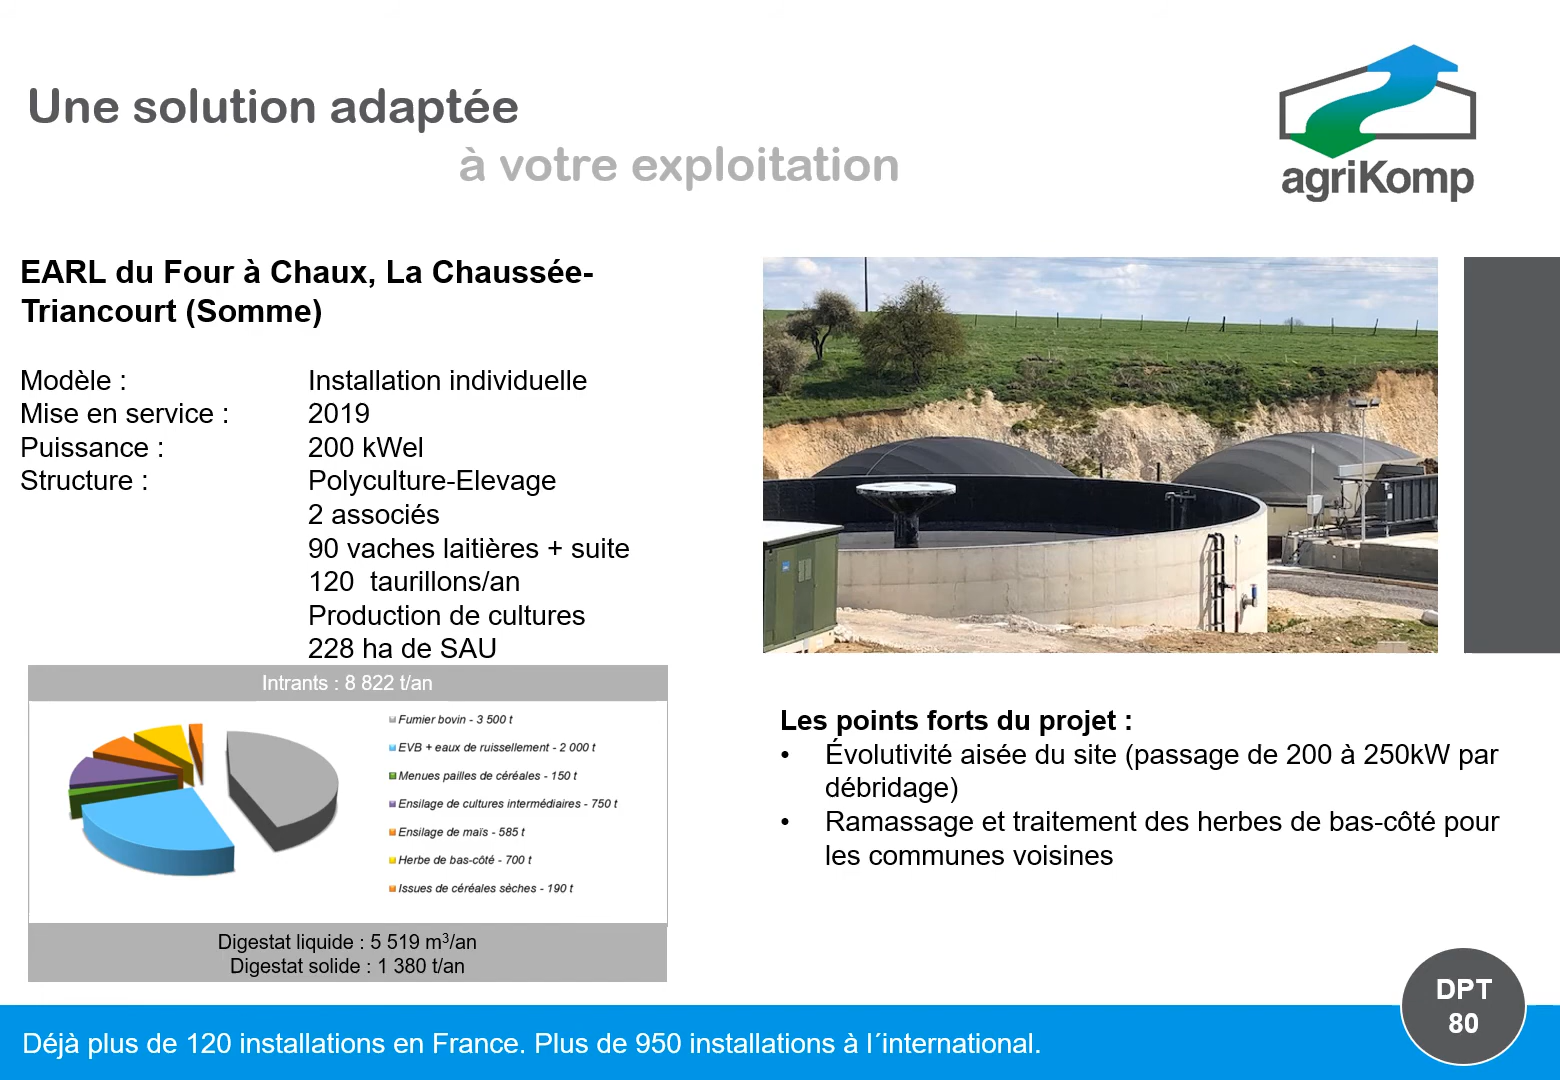 Une solution adaptée
à votre exploitation
agriKomp
EARL du Four à Chaux, La Chaussée-
Triancourt (Somme)
Modèle : Installation individuelle
Mise en service : 2019
Puissance : 200 kWel
Structure : Polyculture-Elevage
2 associés
90 vaches laitières + suite
120 taurillons/an
Production de cultures
228 ha de SAU
Intrants : 8 822 t/an
Fumier bovin - 3 500 t
EVB + eaux de ruissellement - 2 000 t
Menues pailles de céréales - 150 t
Ensilage de cultures intermédiaires - 750 t
Ensilage de maïs - 585 t
Herbe de bas-côté - 700 t
Issues de céréales sèches - 190 t
Digestat liquide : 5 519 m³/an
Digestat solide : 1 380 t/an
Les points forts du projet :
• Évolutivité aisée du site (passage de 200 à 250kW par
débridage)
• Ramassage et traitement des herbes de bas-côté pour
les communes voisines
DPT
80
Déjà plus de 120 installations en France. Plus de 950 installations à l´international.